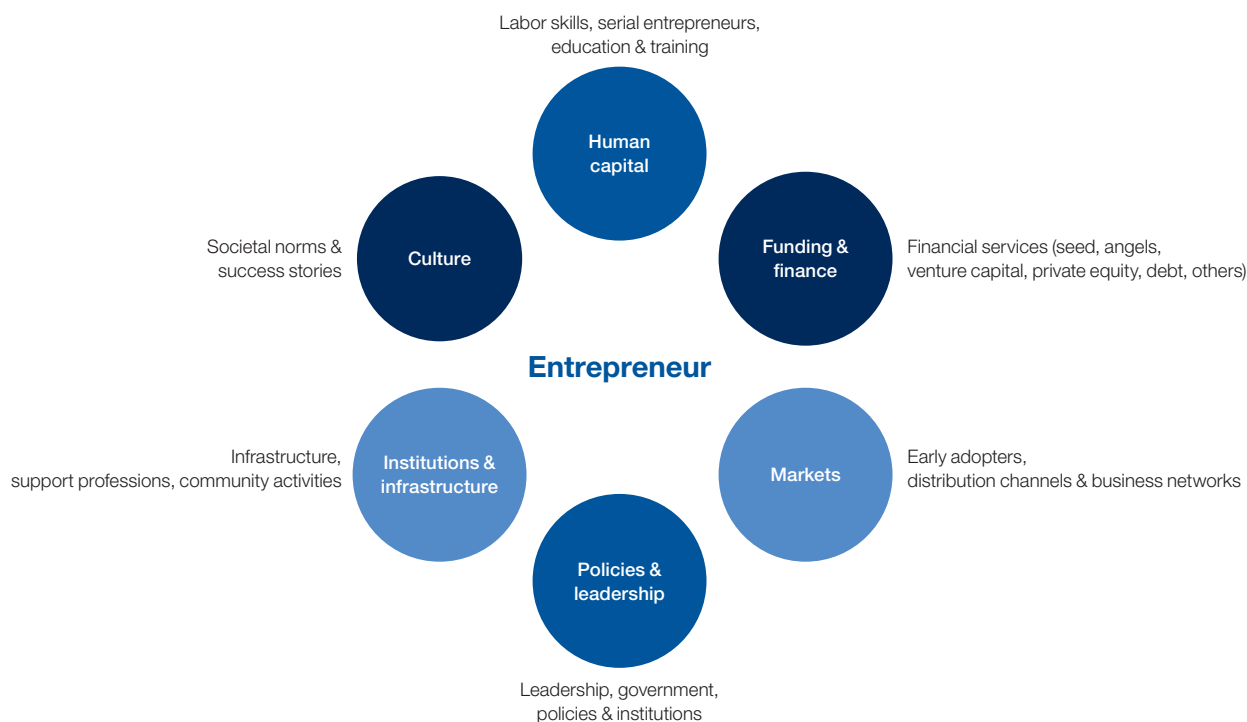 Labor skills, serial entrepreneurs,
education & training
Human
capital
Societal norms &
success stories
Culture
Funding &
finance
Financial services (seed, angels,
venture capital, private equity, debt, others)
Entrepreneur
Infrastructure,
support professions, community activities
Institutions &
infrastructure
Markets
Early adopters,
distribution channels & business networks
Policies &
leadership
Leadership, government,
policies & institutions